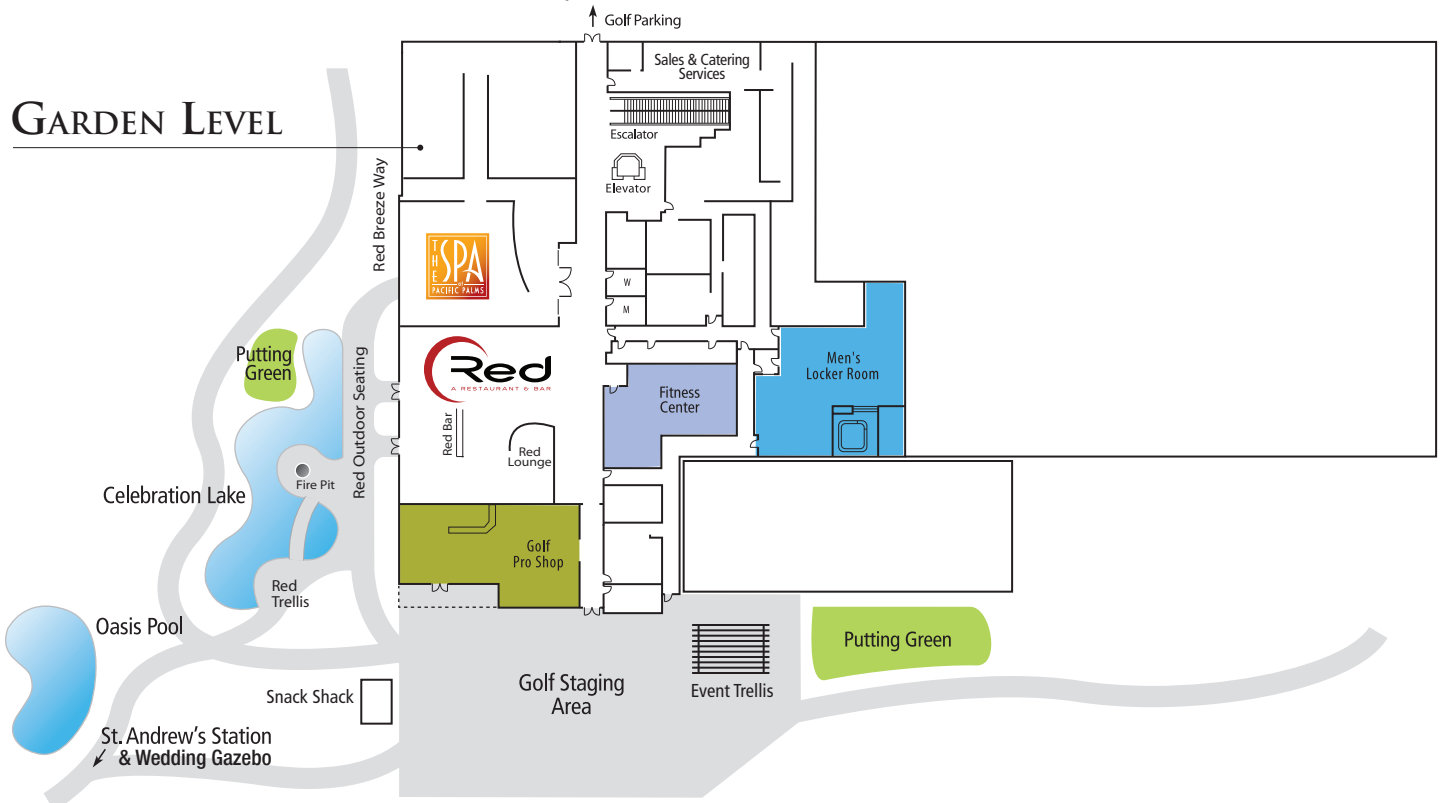 Golf Parking
Sales & Catering
Services
GARDEN LEVEL
Escalator
Elevator
Red Breeze Way
THE
SPA
at
PACIFIC PALMS
W
M
Putting
Green
Red
A RESTAURANT & BAR
Men's
Locker Room
Fitness
Center
Red Outdoor Seating
Red Bar
Red
Lounge
Celebration Lake
Fire Pit
Golf
Pro Shop
Red
Trellis
Oasis Pool
Putting Green
Golf Staging
Area
Event Trellis
Snack Shack
St. Andrew's Station
& Wedding Gazebo